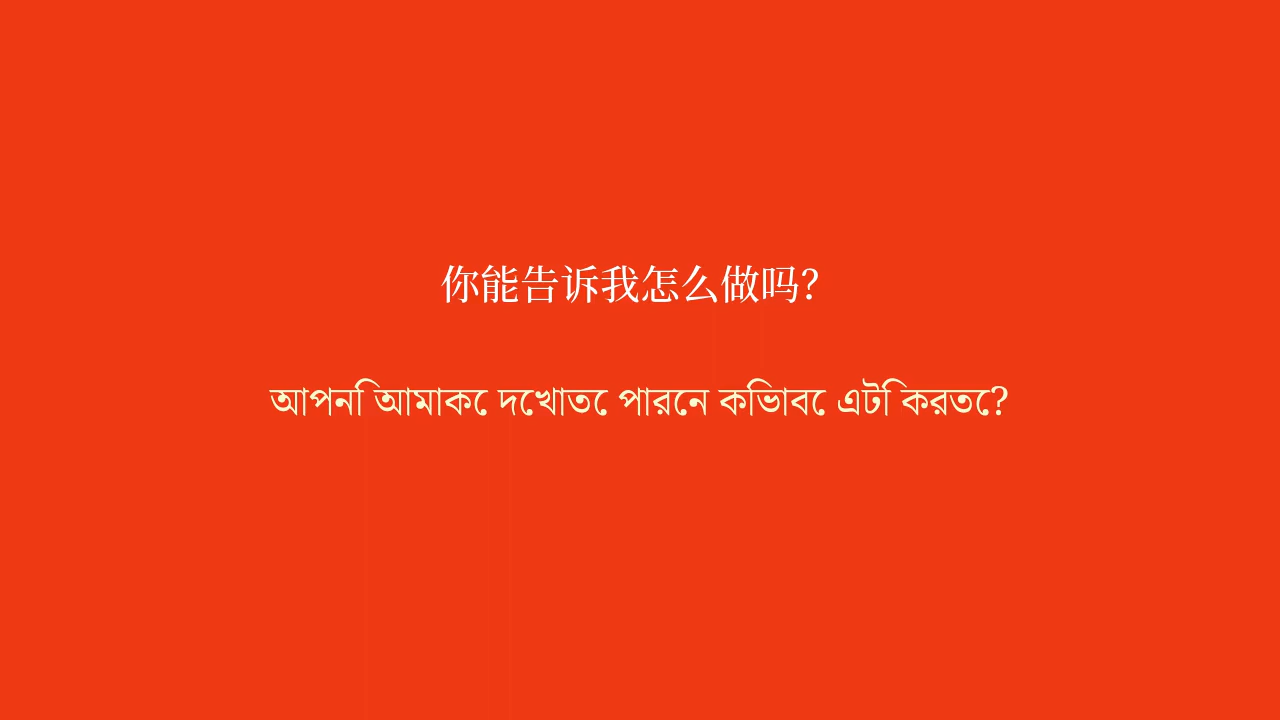 你能告诉我怎么做吗?
আপনি আমাকে দেখাতে পারেন কিভাবে এটি করতে?